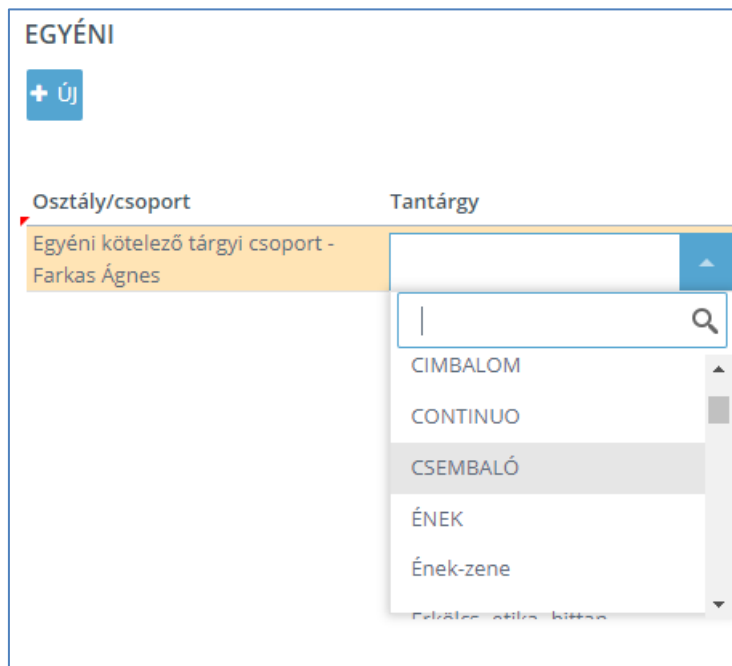 EGYÉNI
ÚJ
Osztály/csoport Tantárgy
Egyéni kötelező tárgyi csoport -
Farkas Ágnes
CIMBALOM
CONTINUO
CSEMBALÓ
ÉNEK
Ének-zene